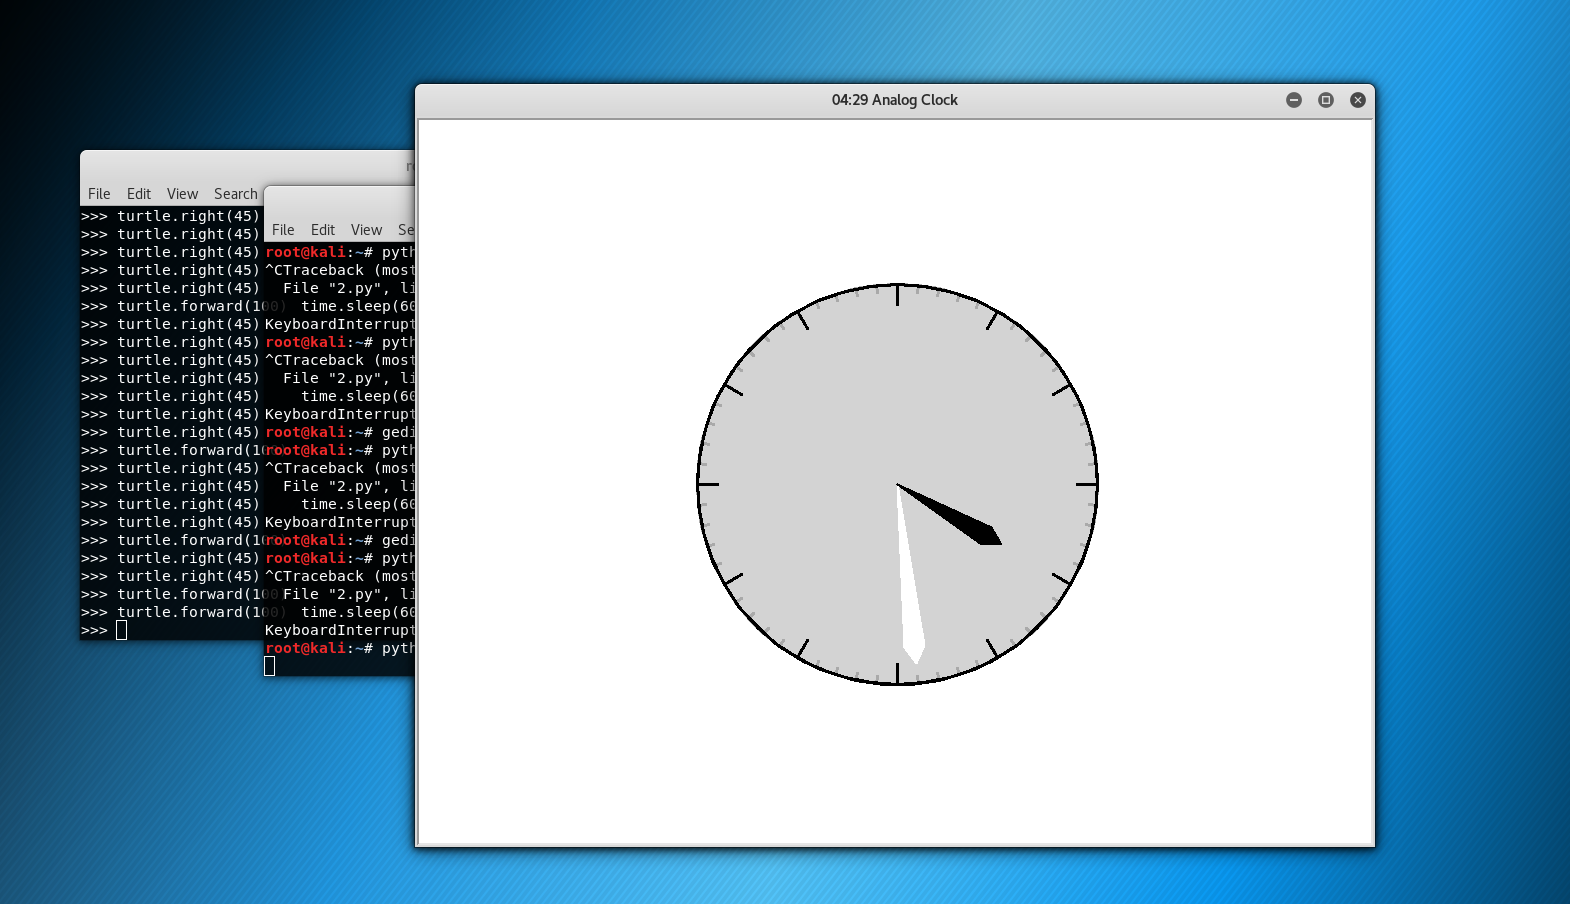 04:29 Analog Clock
File Edit View Search
>>> turtle.right(45)
>>> turtle.right(45)
>>> turtle.right(45)
>>> turtle.right(45)
>>> turtle.right(45)
>>> turtle.forward(100)
>>> turtle.right(45)
>>> turtle.right(45)
>>> turtle.right(45)
>>> turtle.right(45)
>>> turtle.right(45)
>>> turtle.right(45)
>>> turtle.right(45)
>>> turtle.forward(100)
>>> turtle.right(45)
>>> turtle.right(45)
>>> turtle.right(45)
>>> turtle.right(45)
>>> turtle.forward(100)
>>> turtle.right(45)
>>> turtle.right(45)
>>> turtle.forward(100)
>>> turtle.forward(100)
>>>
File Edit View Se
root@kali:~# pyth
^CTraceback (most
File "2.py", li
time.sleep(60
KeyboardInterrupt
root@kali:~# pyth
^CTraceback (most
File "2.py", li
time.sleep(60
KeyboardInterrupt
root@kali:~# gedi
root@kali:~# pyth
^CTraceback (most
File "2.py", li
time.sleep(60
KeyboardInterrupt
root@kali:~# gedi
root@kali:~# pyth
^CTraceback (most
File "2.py", li
time.sleep(60
KeyboardInterrupt
root@kali:~# pyth